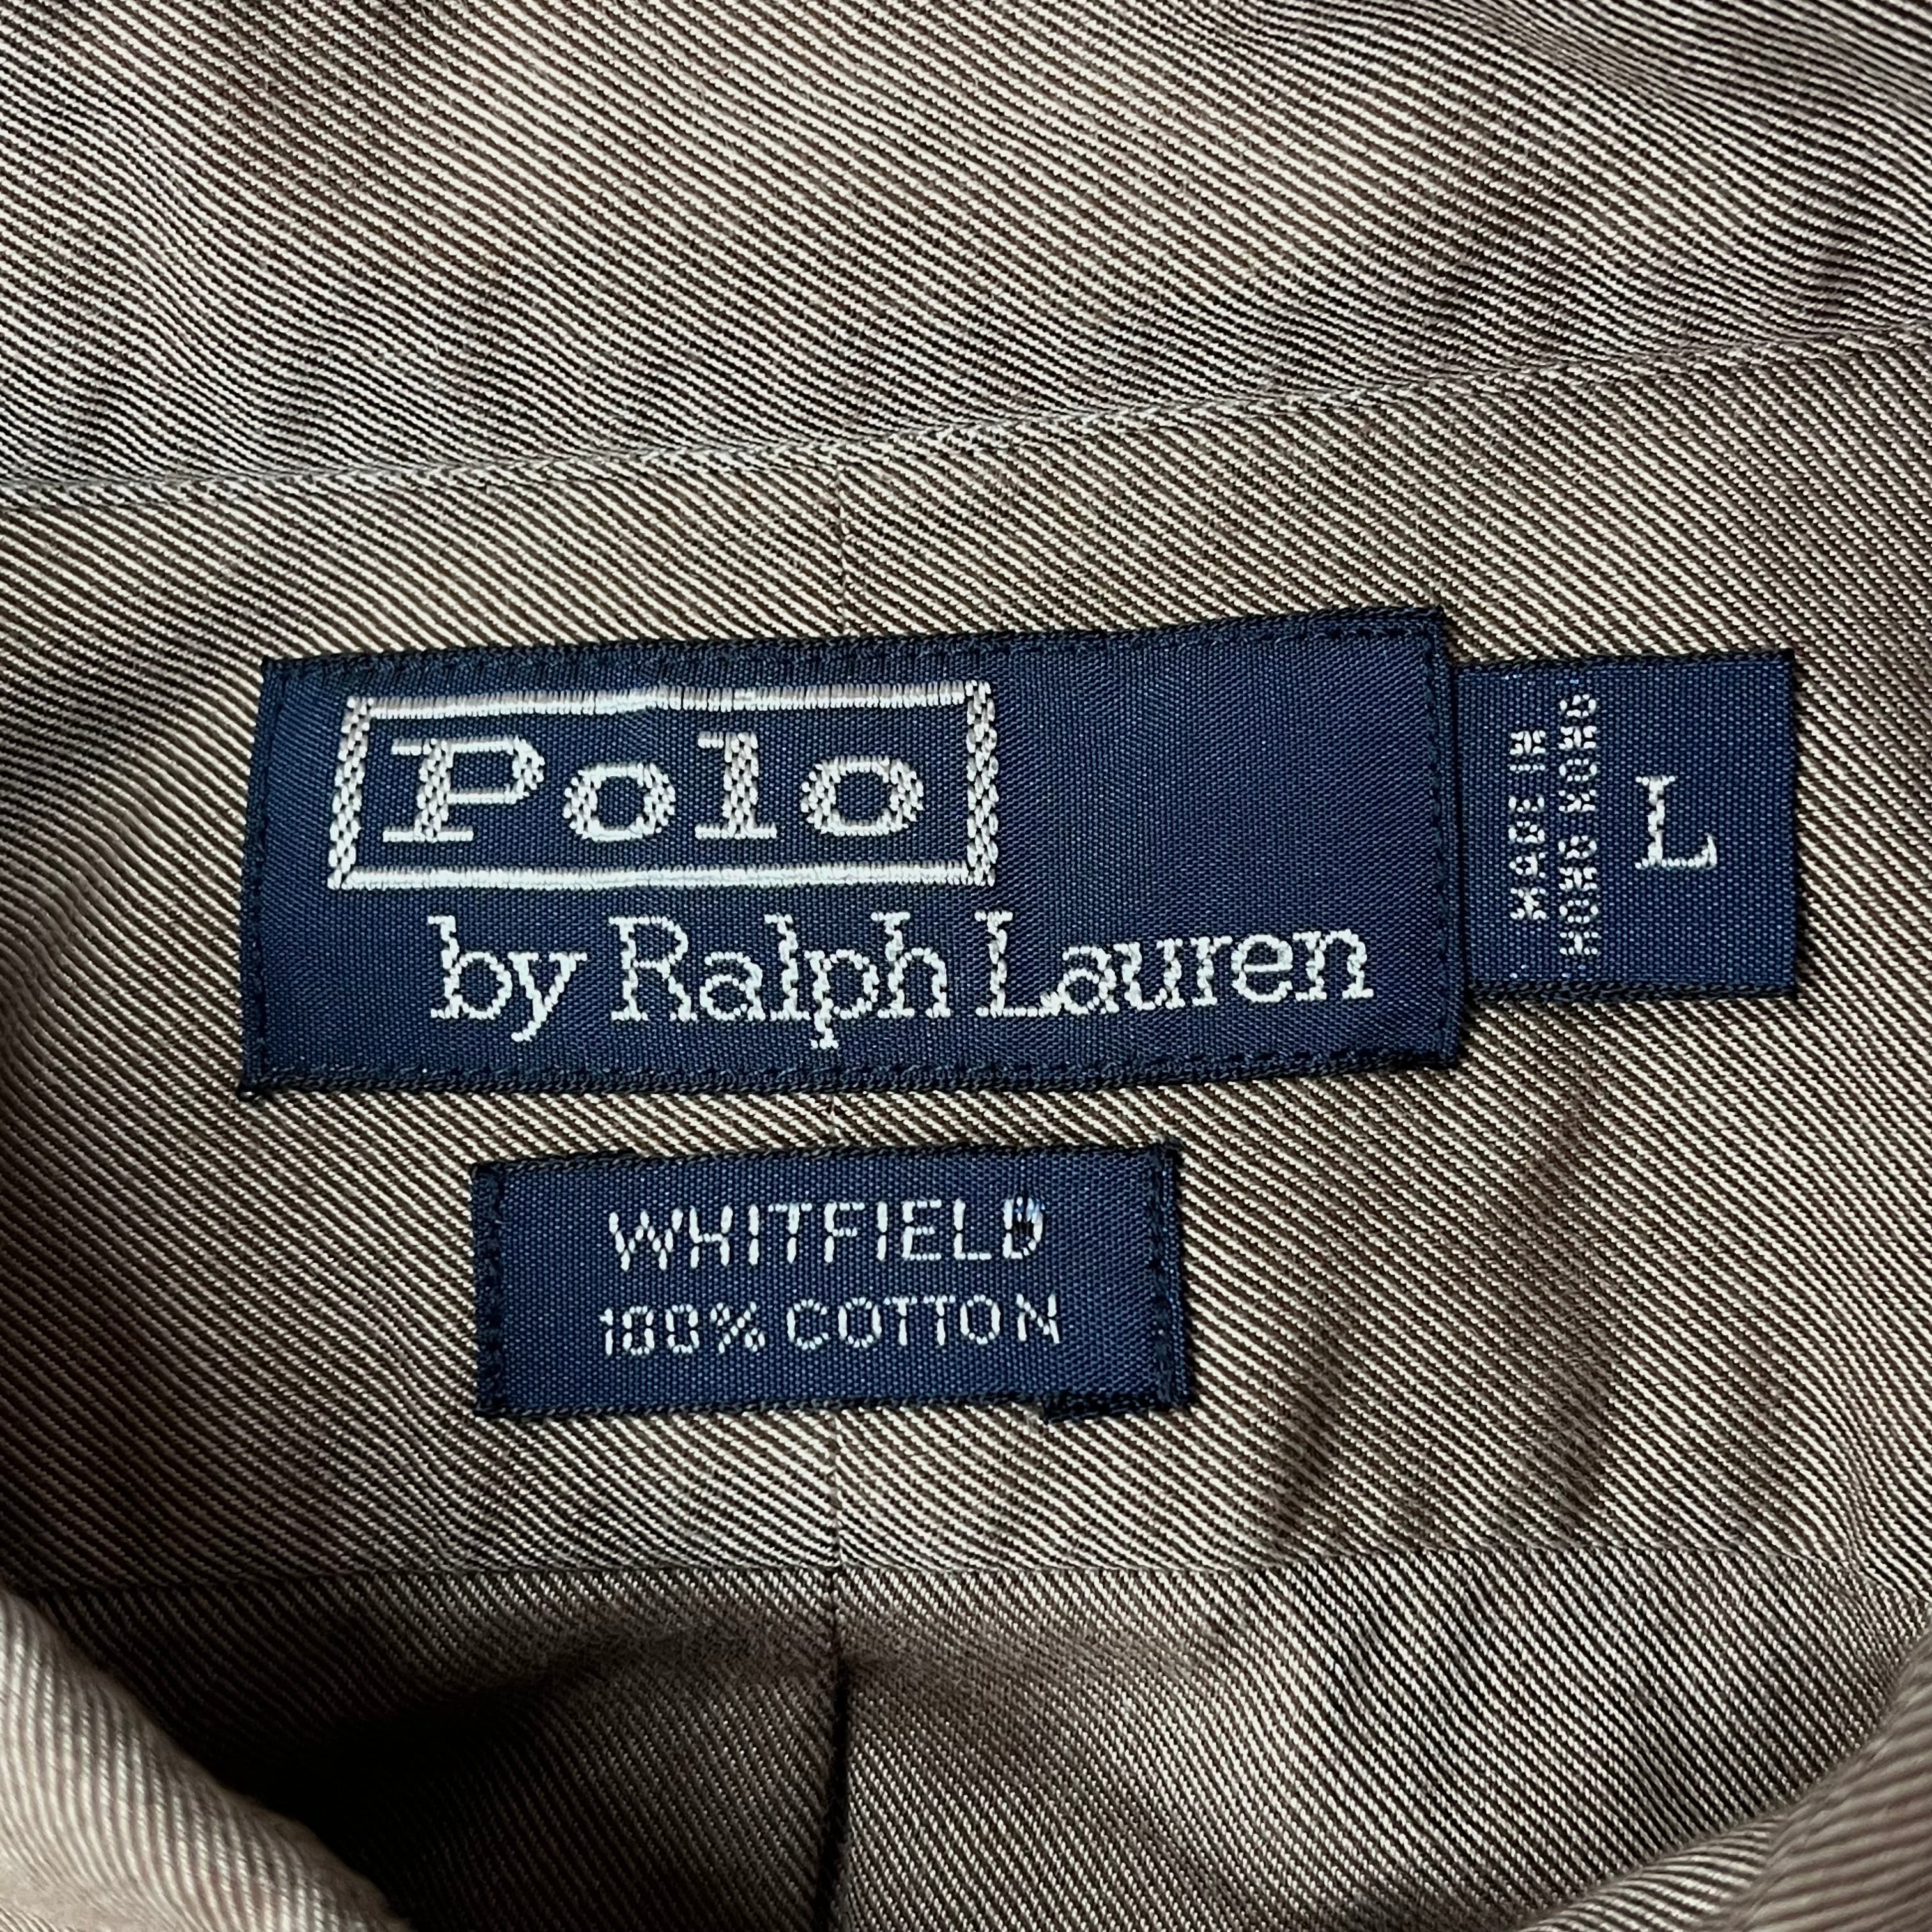 Polo
by Ralph Lauren
MADE IN
HONG KONG
L
WHITFIELD
100% COTTON